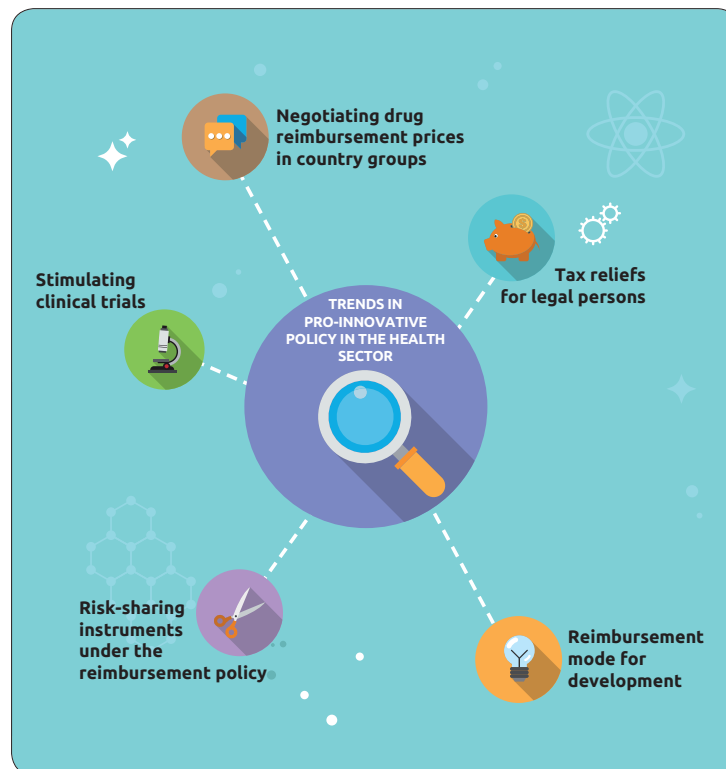 Negotiating drug
reimbursement prices
in country groups
Tax reliefs
for legal persons
Stimulating
clinical trials
TRENDS IN
PRO-INNOVATIVE
POLICY IN THE HEALTH
SECTOR
Risk-sharing
instruments
under the
reimbursement policy
Reimbursement
mode for
development